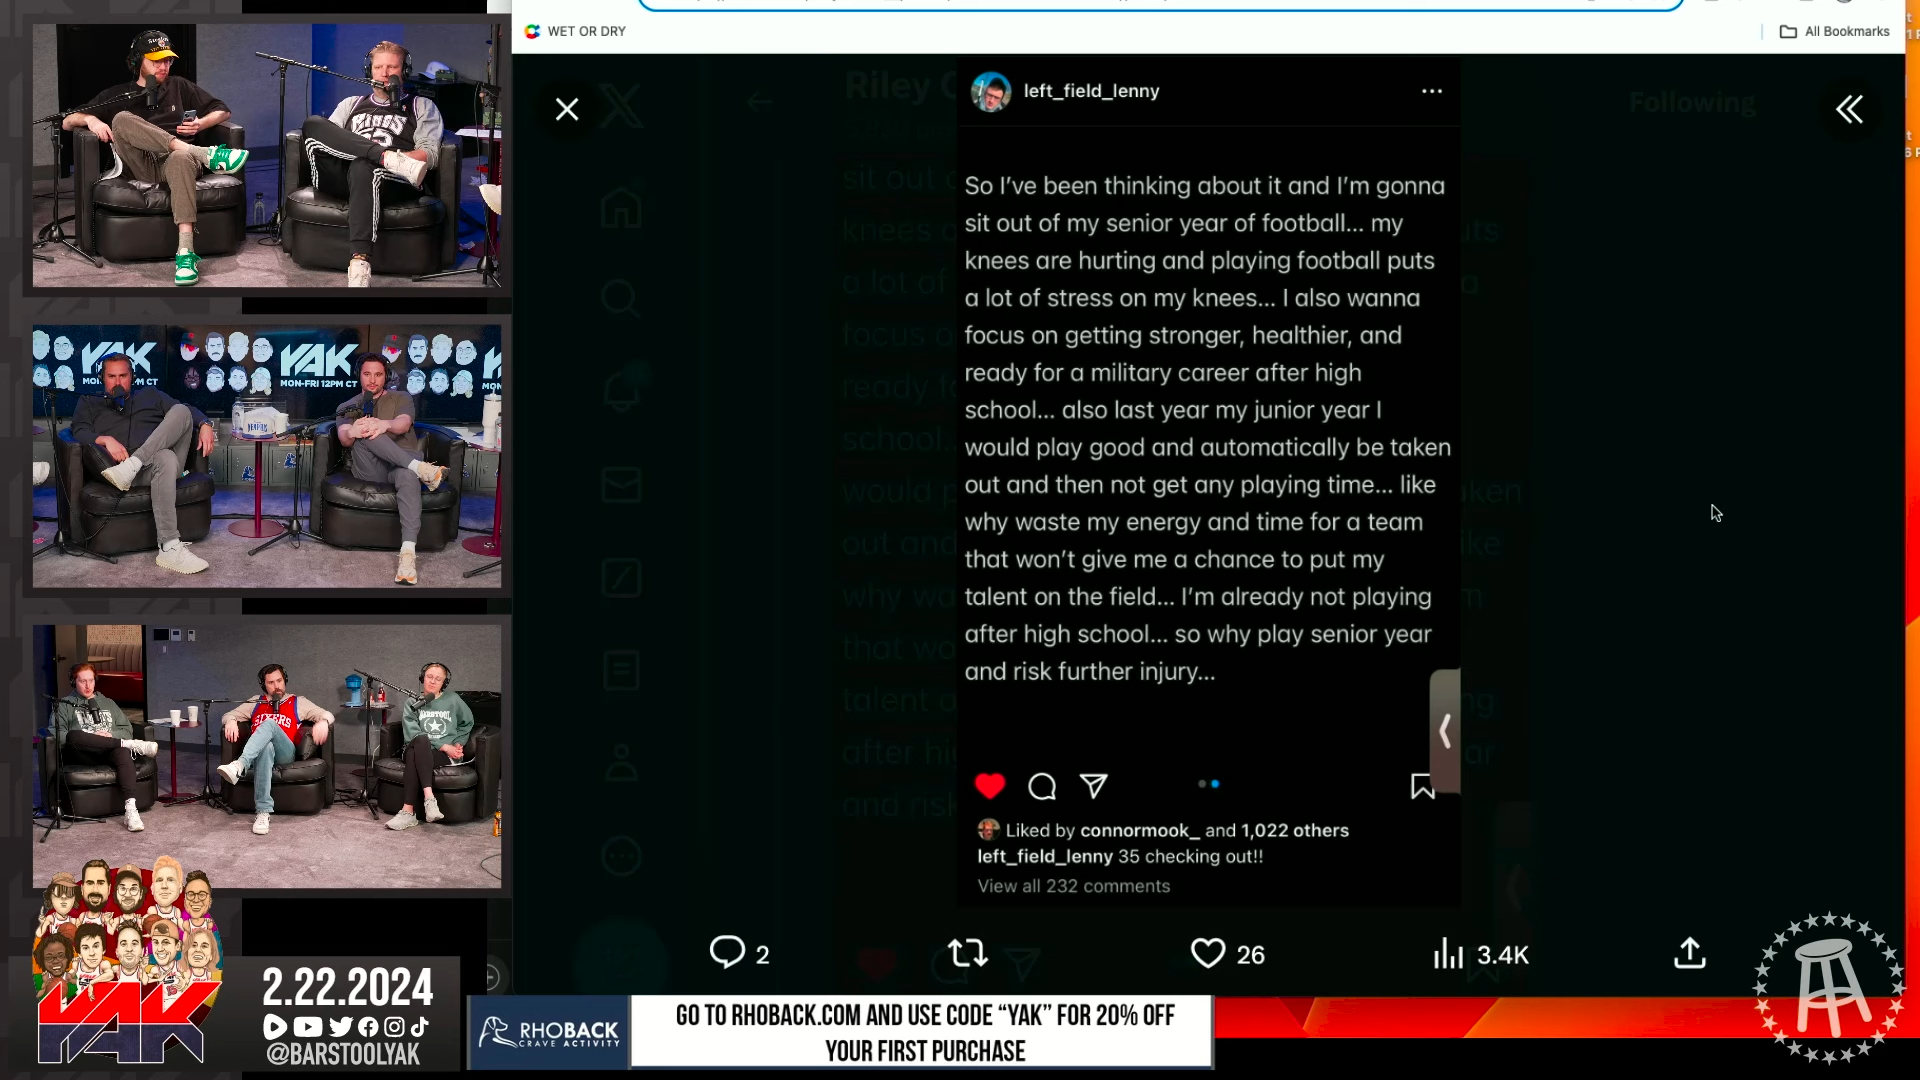 WET OR DRY
All Bookmarks
left_field_lenny
Following
So I've been thinking about it and I'm gonna
sit out of my senior year of football... my
knees are hurting and playing football puts
a lot of stress on my knees... I also wanna
focus on getting stronger, healthier, and
ready for a military career after high
school... also last year my junior year I
would play good and automatically be taken
out and then not get any playing time... like
why waste my energy and time for a team
that won't give me a chance to put my
talent on the field... I'm already not playing
after high school... so why play senior year
and risk further injury...
Liked by connormook_ and 1,022 others
left_field_lenny 35 checking out!!
View all 232 comments
2
26
3.4K
YAK
YAK
MON-FRI 12PM CT
KINGS
SIXERS
BARSTOOL
YAK
2.22.2024
@BARSTOOLYAK
RHOBACK
CRAVE ACTIVITY
GO TO RHOBACK.COM AND USE CODE “YAK” FOR 20% OFF
YOUR FIRST PURCHASE